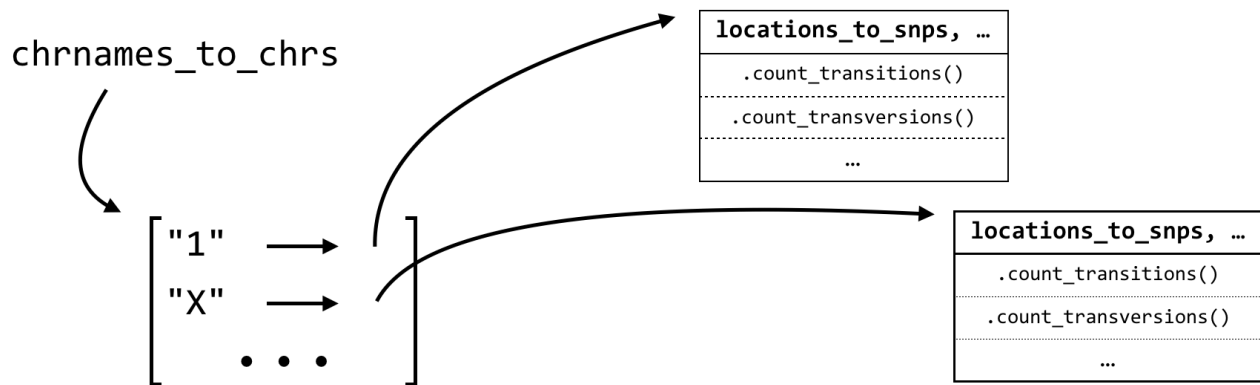 chrnames_to_chrs
"1"
"X"
. . .
locations_to_snps, …
.count_transitions()
.count_transversions()
…
locations_to_snps, …
.count_transitions()
.count_transversions()
…